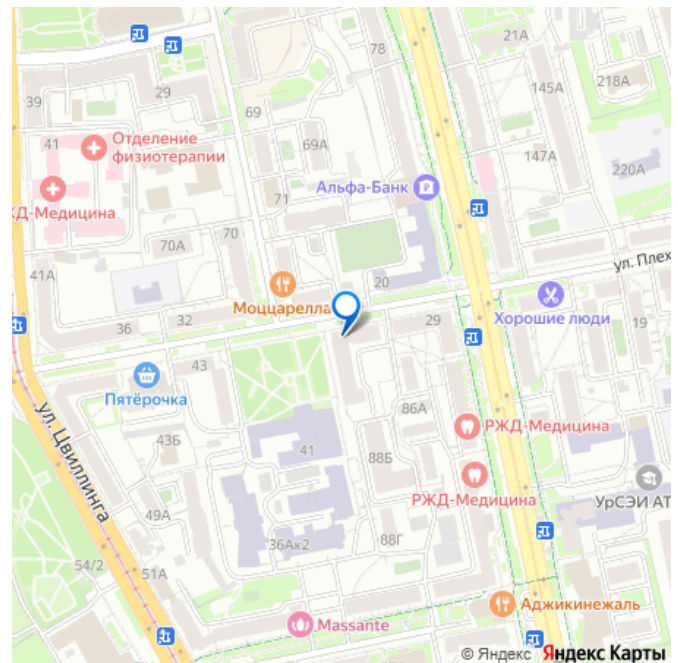 78
21А
145А
218А
39
29
69
41
Отделение
физиотерапии
69А
147А
220А
КД-Медицина
71
Альфа-Банк
70А
70
41А
20
ул. Плех
Моццарелла
36
32
29
Хорошие люди
19
43
Пятёрочка
86А
ул. Цвиллинга
43Б
41
88Б
РЖД-Медицина
РЖД-Медицина
УрСЭИ АТ
49А
36Ак2
88Г
54/2
51А
Massante
Аджикинежаль
© Яндекс Яндекс Карты